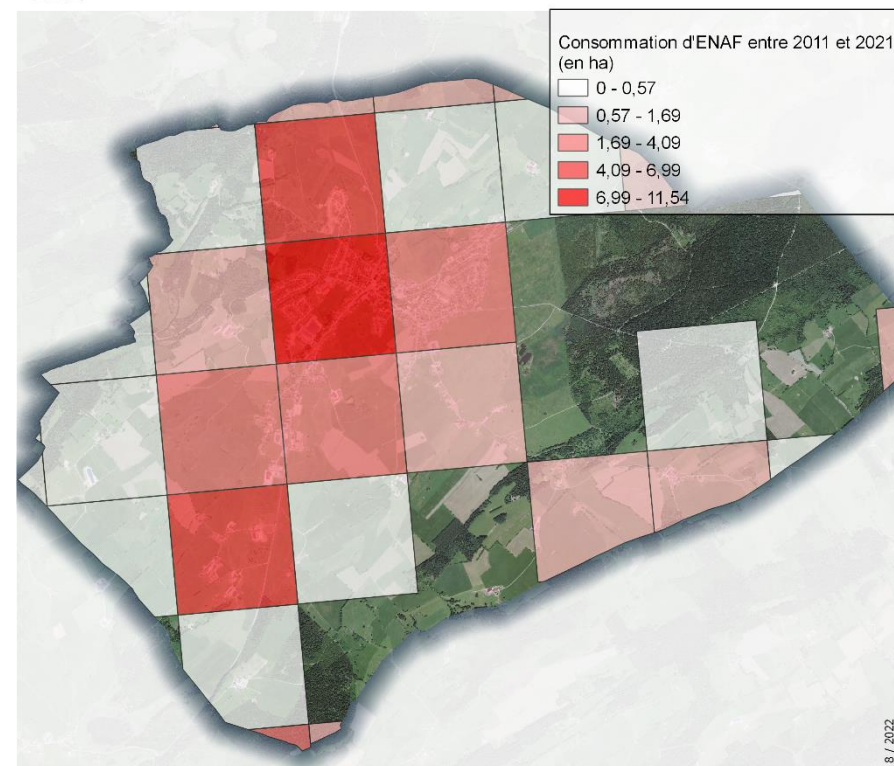 Consommation d'ENAF entre 2011 et 2021
(en ha)
0 - 0,57
0,57 - 1,69
1,69 - 4,09
4,09 - 6,99
6,99 - 11,54
8 / 2022